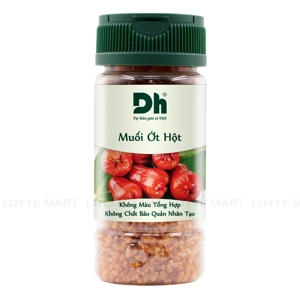 Dh
Tự hào gia vị Việt
Muối Ớt Hột
LOTTE MART
Không Màu Tổng Hợp
Không Chất Bảo Quản Nhân Tạo